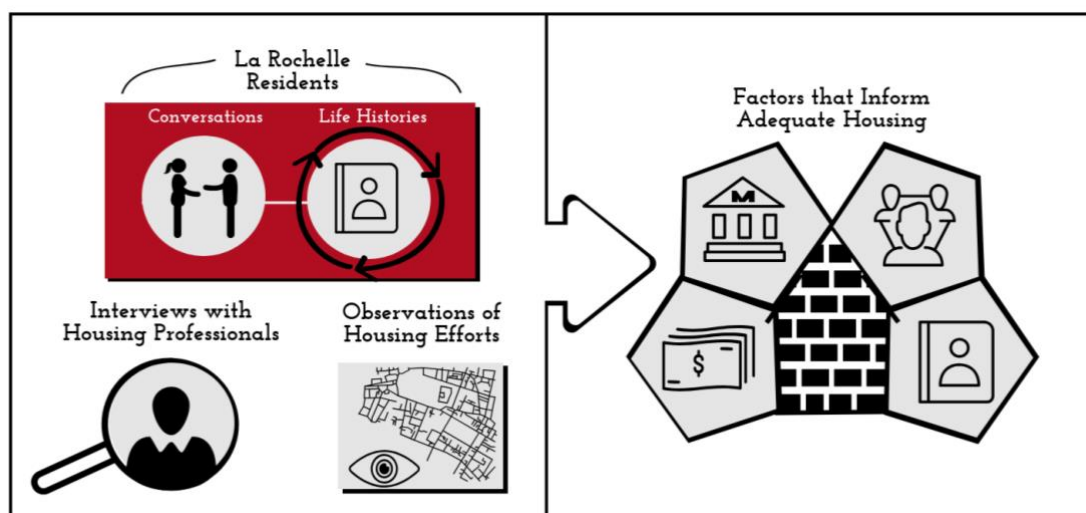 La Rochelle
Residents
Conversations
Life Histories
Interviews with
Housing Professionals
Observations of
Housing Efforts
Factors that Inform
Adequate Housing
M
$